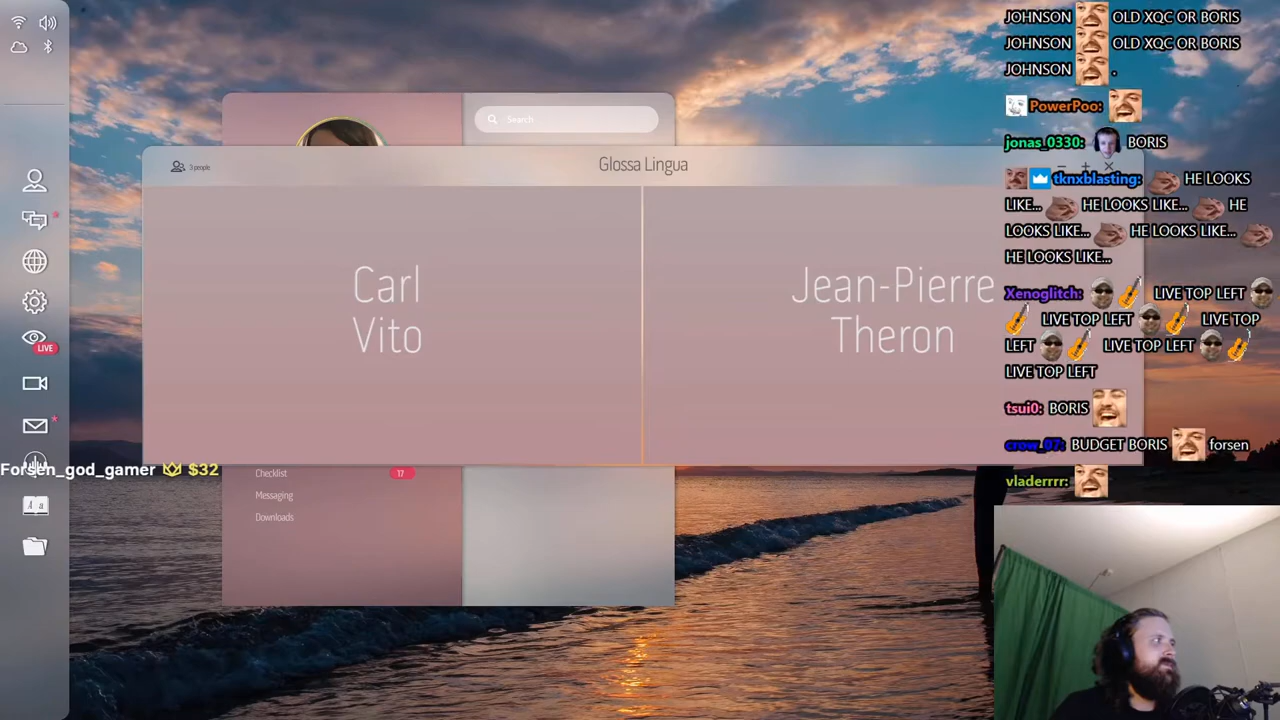 LIVE
Forsen_god_gamer $32
Search
3 people
Glossa Lingua
Carl
Vito
Jean-Pierre
Theron
Checklist 17
Messaging
Downloads
JOHNSON OLD XQC OR BORIS
JOHNSON OLD XQC OR BORIS
JOHNSON .
PowerPoo:
jonas_0330: BORIS
tknxblasting: HE LOOKS
LIKE... HE LOOKS LIKE... HE
LOOKS LIKE... HE LOOKS LIKE...
HE LOOKS LIKE...
Xenoglitch: LIVE TOP LEFT
LIVE TOP LEFT LIVE TOP
LEFT LIVE TOP LEFT
LIVE TOP LEFT
tsui0: BORIS
crow_07: BUDGET BORIS forsen
vladerrrr: